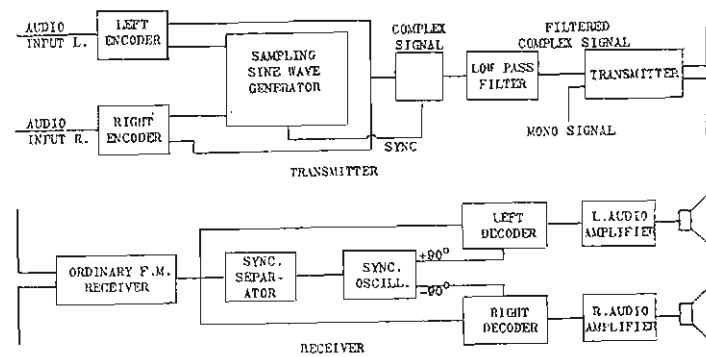 AUDIO
INPUT L.
LEFT
ENCODER
SAMPLING
SINE WAVE
GENERATOR
AUDIO
INPUT R.
RIGHT
ENCODER
COMPLEX
SIGNAL
SYNC
LOW PASS
FILTER
FILTERED
COMPLEX SIGNAL
TRANSMITTER
MONO SIGNAL
TRANSMITTER
ORDINARY F.M.
RECEIVER
SYNC.
SEPAR-
ATOR
SYNC.
OSCILL.
+90°
-90°
LEFT
DECODER
L.AUDIO
AMPLIFIER
RIGHT
DECODER
R.AUDIO
AMPLIFIER
RECEIVER